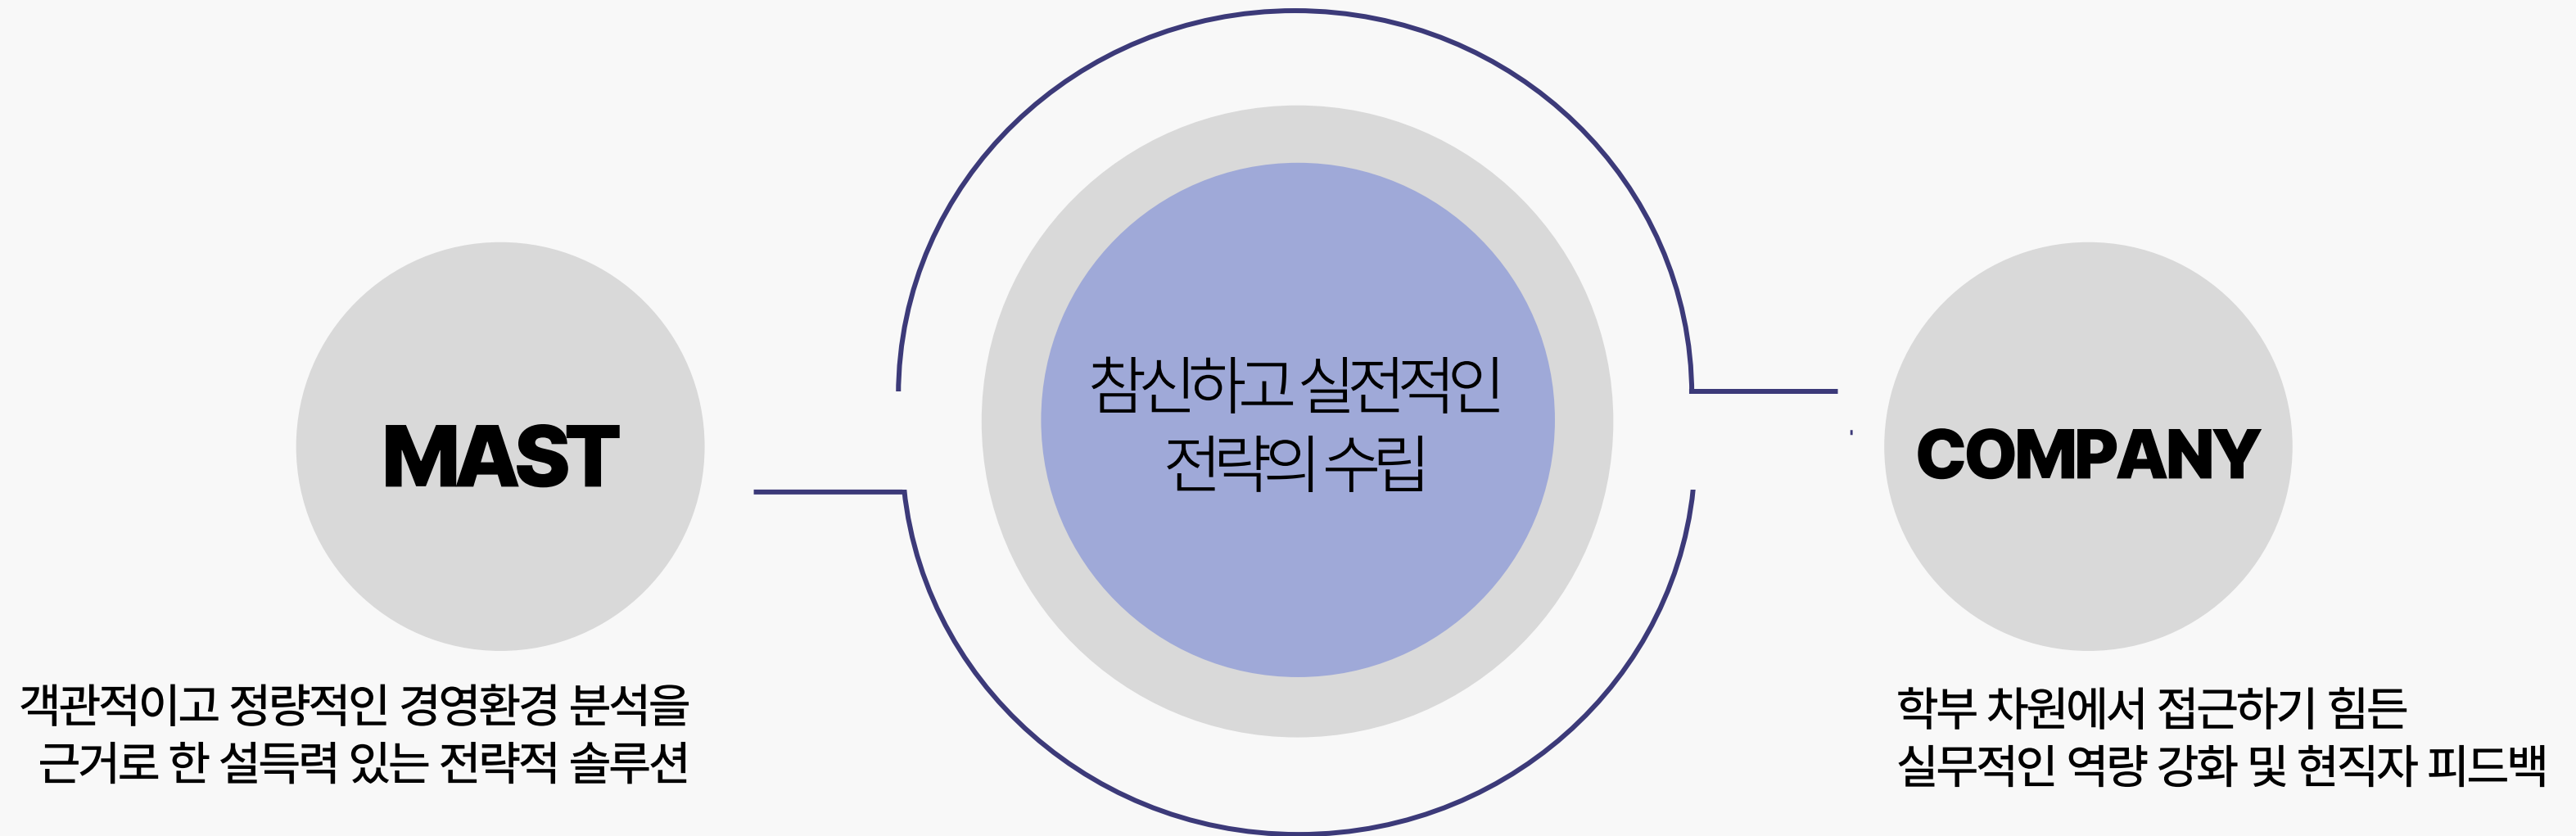 MAST
객관적이고 정량적인 경영환경 분석을
근거로 한 설득력 있는 전략적 솔루션
참신하고 실전적인
전략의 수립
COMPANY
학부 차원에서 접근하기 힘든
실무적인 역량 강화 및 현직자 피드백